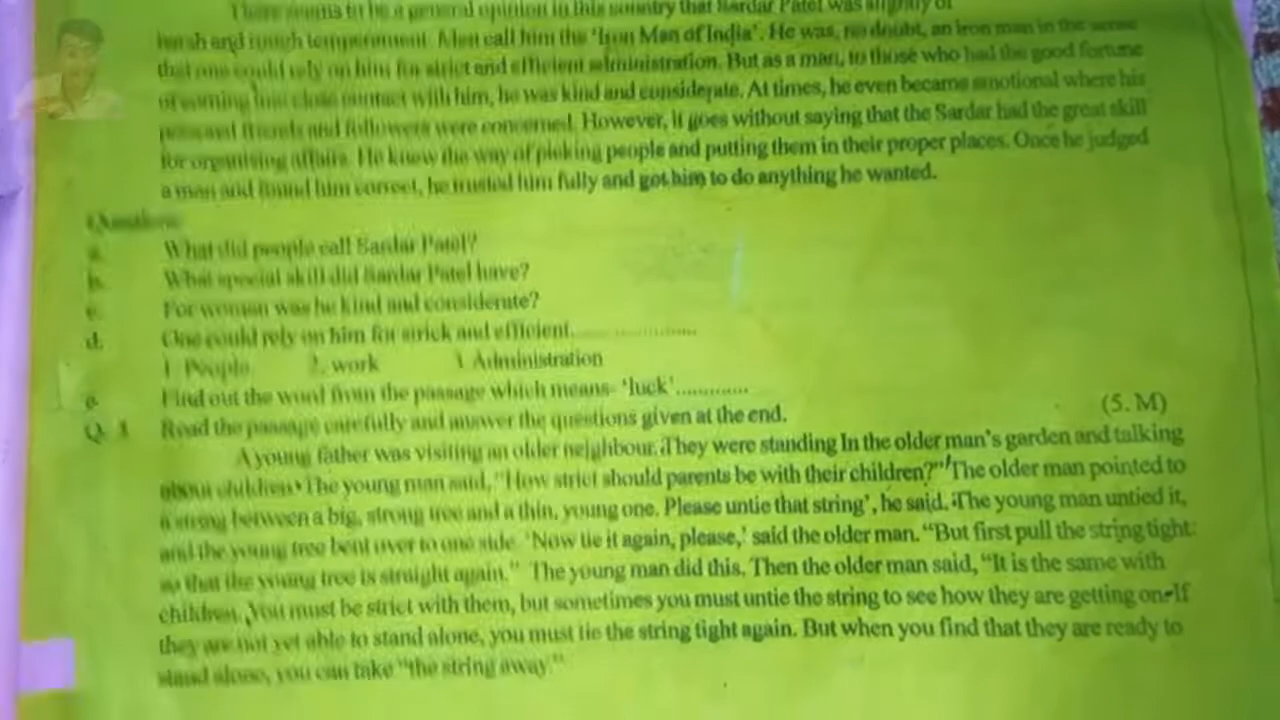 There seems to be a general opinion in this country that Sardar Patel was slightly of
harsh and rough temperament. Men call him the 'Iron Man of India'. He was, no doubt, an iron man in the sense
that one could rely on him for strict and efficient administration. But as a man, to those who had the good fortune
of coming into close contact with him, he was kind and considerate. At times, he even became emotional where his
personal friends and followers were concerned. However, it goes without saying that the Sardar had the great skill
for organising affairs. He knew the way of picking people and putting them in their proper places. Once he judged
a man and found him correct, he trusted him fully and got him to do anything he wanted.
Questions
a. What did people call Sardar Patel?
b. What special skill did Sardar Patel have?
c. For woman was he kind and considerate?
d. One could rely on him for strick and efficient..................
1. People 2. work 3. Administration
e. Find out the word from the passage which means- 'luck'.............
Q. 3 Read the passage carefully and answer the questions given at the end. (5. M)
A young father was visiting an older neighbour. They were standing In the older man's garden and talking
about children. The young man said, "How strict should parents be with their children?" The older man pointed to
a string between a big, strong tree and a thin, young one. Please untie that string', he said. The young man untied it,
and the young tree bent over to one side. 'Now tie it again, please,' said the older man. "But first pull the string tight
so that the young tree is straight again." The young man did this. Then the older man said, "It is the same with
children. You must be strict with them, but sometimes you must untie the string to see how they are getting on-If
they are not yet able to stand alone, you must tie the string tight again. But when you find that they are ready to
stand alone, you can take "the string away."